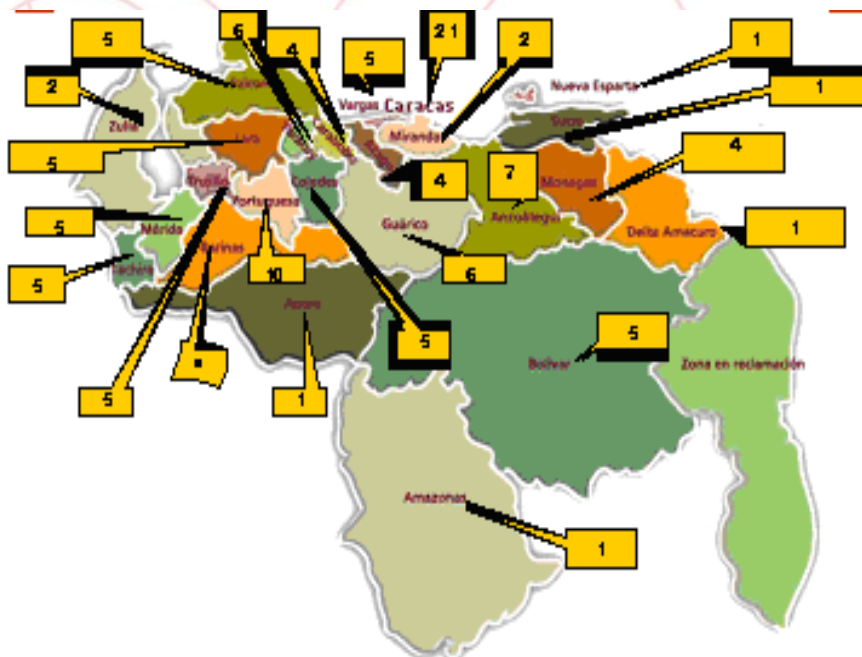 5
6
4
5
21
2
1
2
1
Vargas Caracas
Nueva Esparta
Zulia
Falcón
Miranda
Sucre
Lara
5
4
Trujillo
Cojedes
4
7
Monagas
Portuguesa
Anzoátegui
5
Mérida
Guárico
Delta Amacuro
1
Barinas
Táchira
5
10
6
Apure
5
Bolívar
5
Zona en reclamación
5
1
Amazonas
1